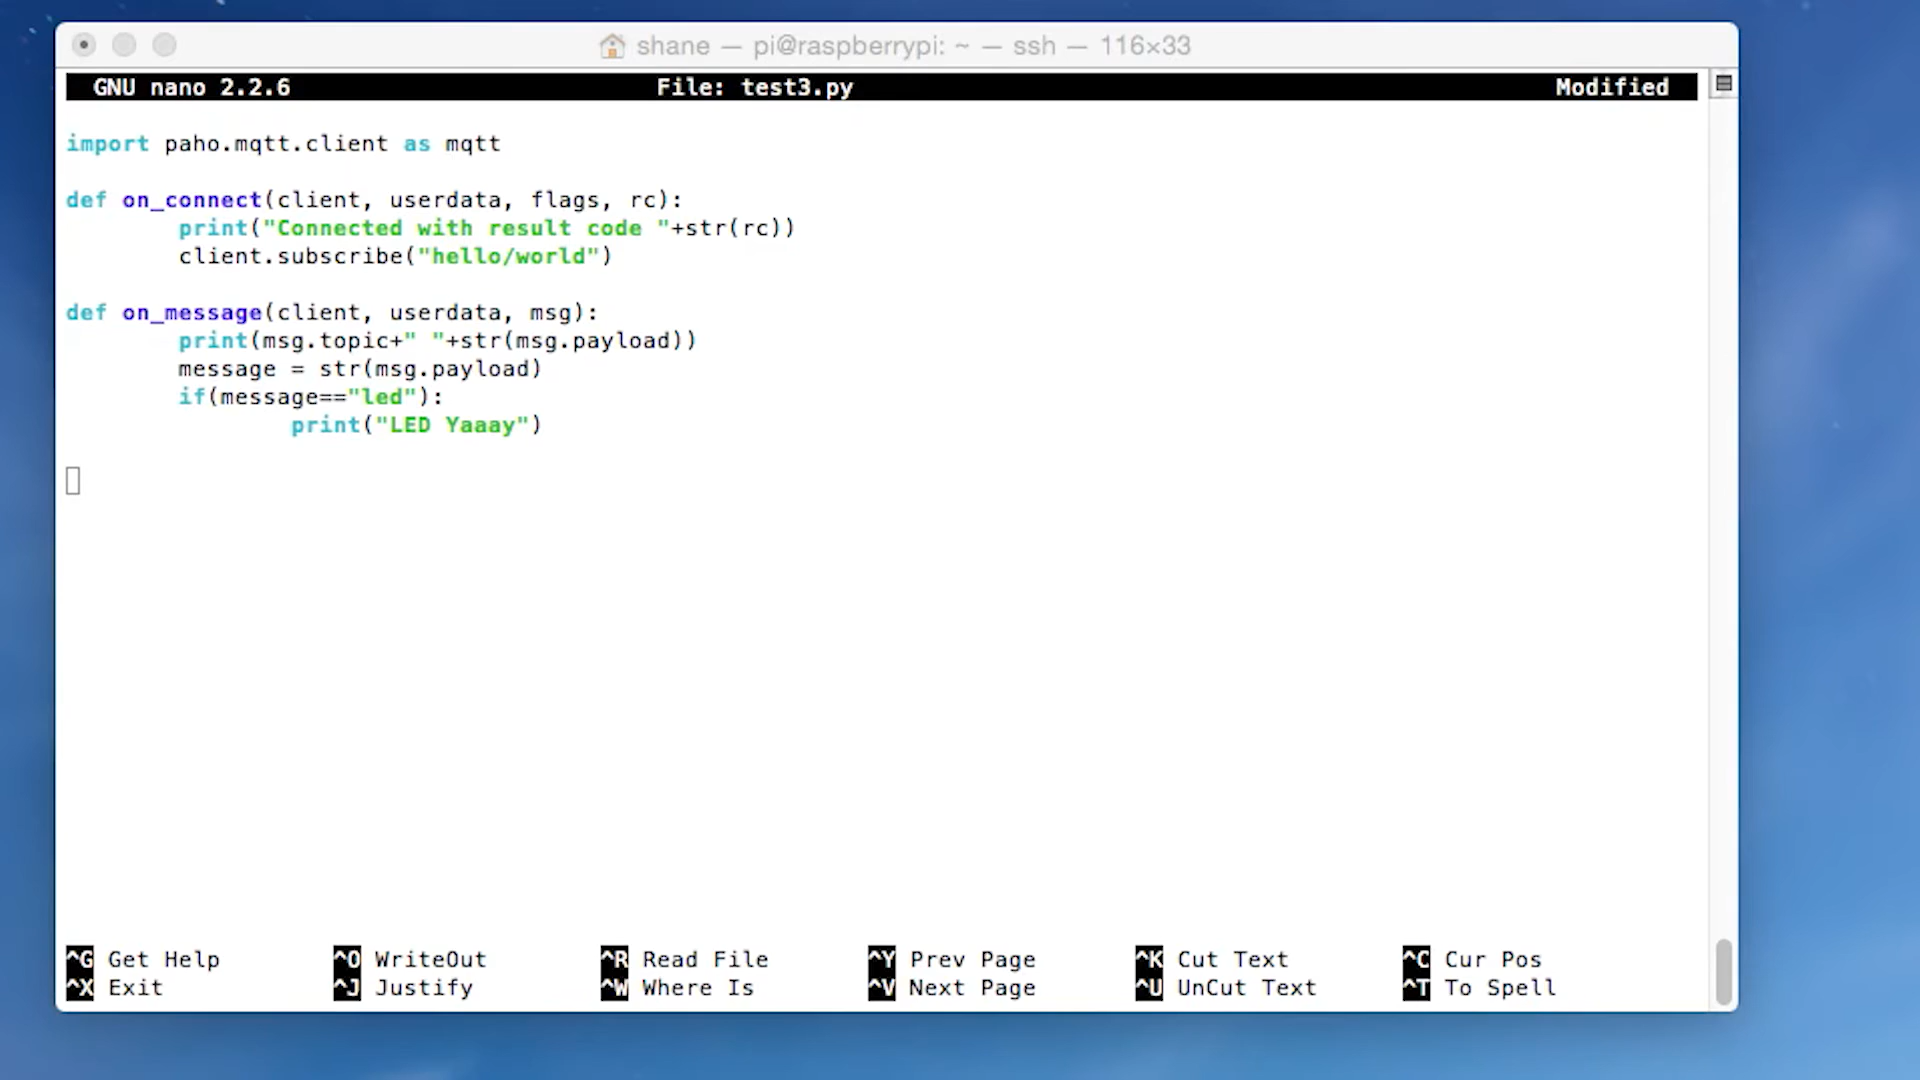 shane — pi@raspberrypi: ~ — ssh — 116×33
GNU nano 2.2.6 File: test3.py Modified
import paho.mqtt.client as mqtt
def on_connect(client, userdata, flags, rc):
print("Connected with result code "+str(rc))
client.subscribe("hello/world")
def on_message(client, userdata, msg):
print(msg.topic+" "+str(msg.payload))
message = str(msg.payload)
if(message=="led"):
print("LED Yaaay")
^G Get Help ^O WriteOut ^R Read File ^Y Prev Page ^K Cut Text ^C Cur Pos
^X Exit ^J Justify ^W Where Is ^V Next Page ^U UnCut Text ^T To Spell